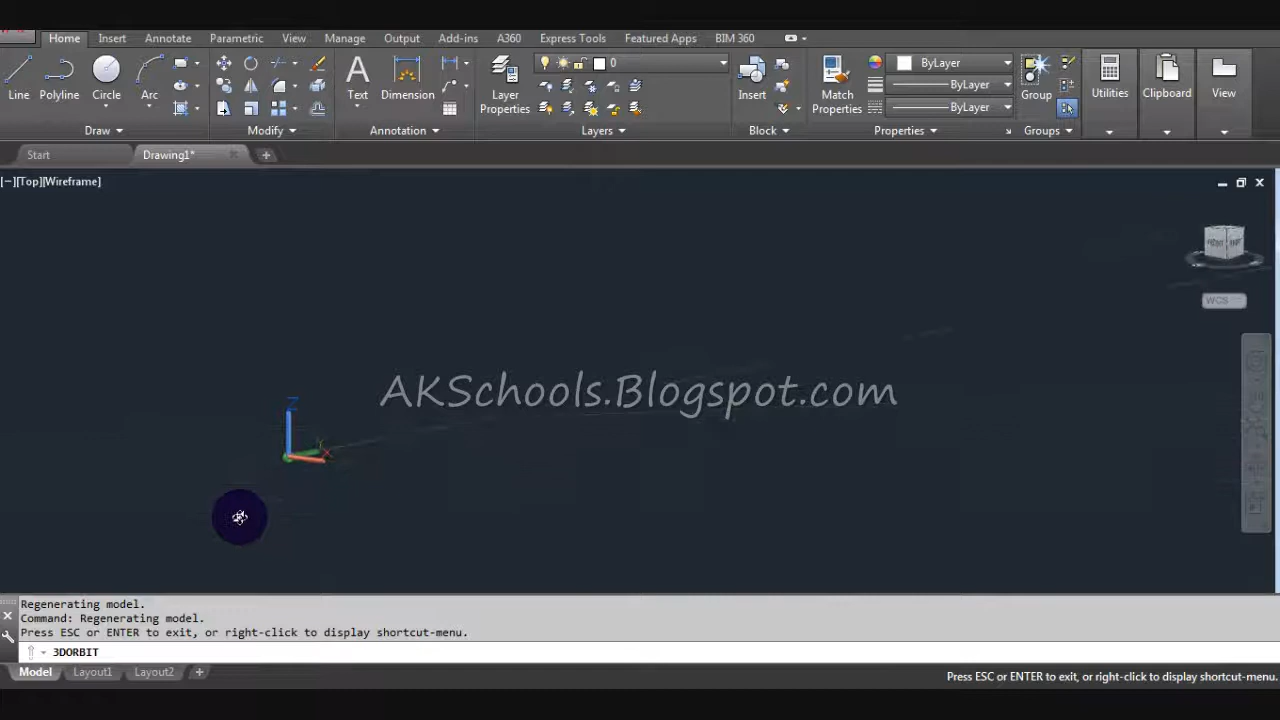 Home Insert Annotate Parametric View Manage Output Add-ins A360 Express Tools Featured Apps BIM 360
Line Polyline Circle Arc Text Dimension Layer Properties 0 Insert Match Properties ByLayer ByLayer ByLayer Group Utilities Clipboard View
Draw Modify Annotation Layers Block Properties Groups
Start Drawing1*
[−][Top][Wireframe]
WCS
AKSchools.Blogspot.com
Z
X
Regenerating model.
Command: Regenerating model.
Press ESC or ENTER to exit, or right-click to display shortcut-menu.
3DORBIT
Model Layout1 Layout2 +
Press ESC or ENTER to exit, or right-click to display shortcut-menu.